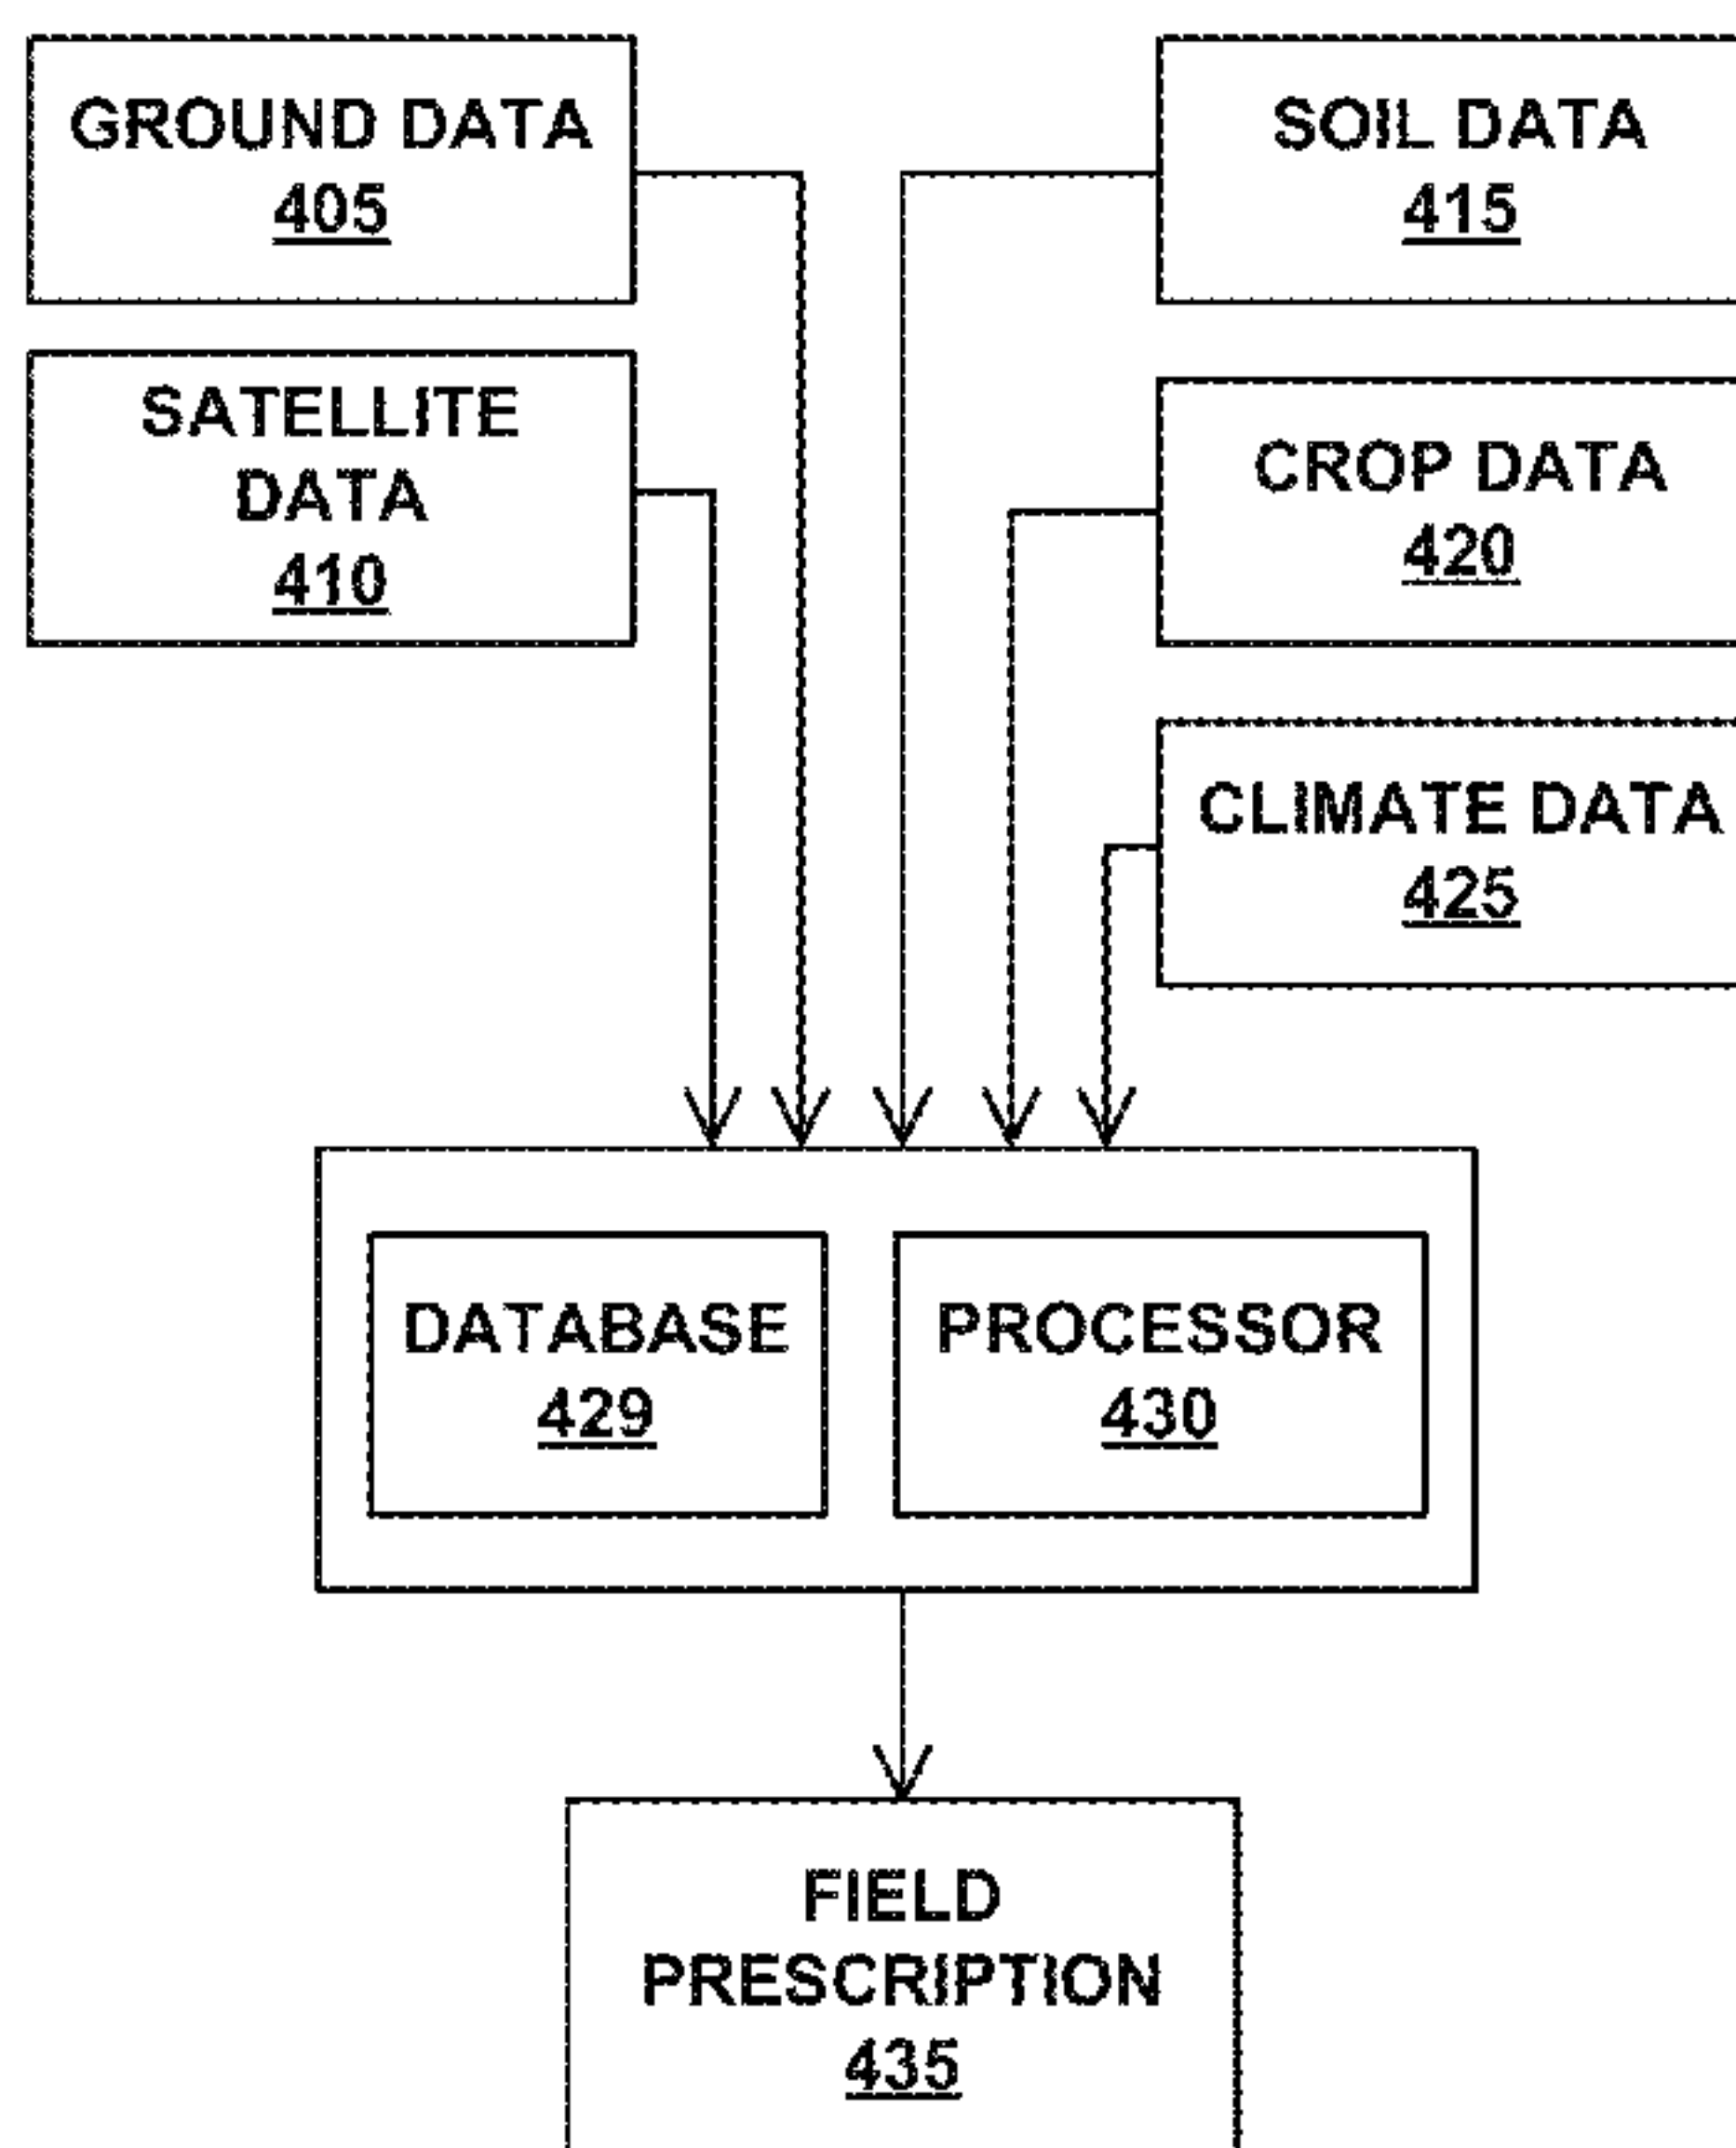 GROUND DATA
405
SATELLITE
DATA
410
SOIL DATA
415
CROP DATA
420
CLIMATE DATA
425
DATABASE
429
PROCESSOR
430
FIELD
PRESCRIPTION
435